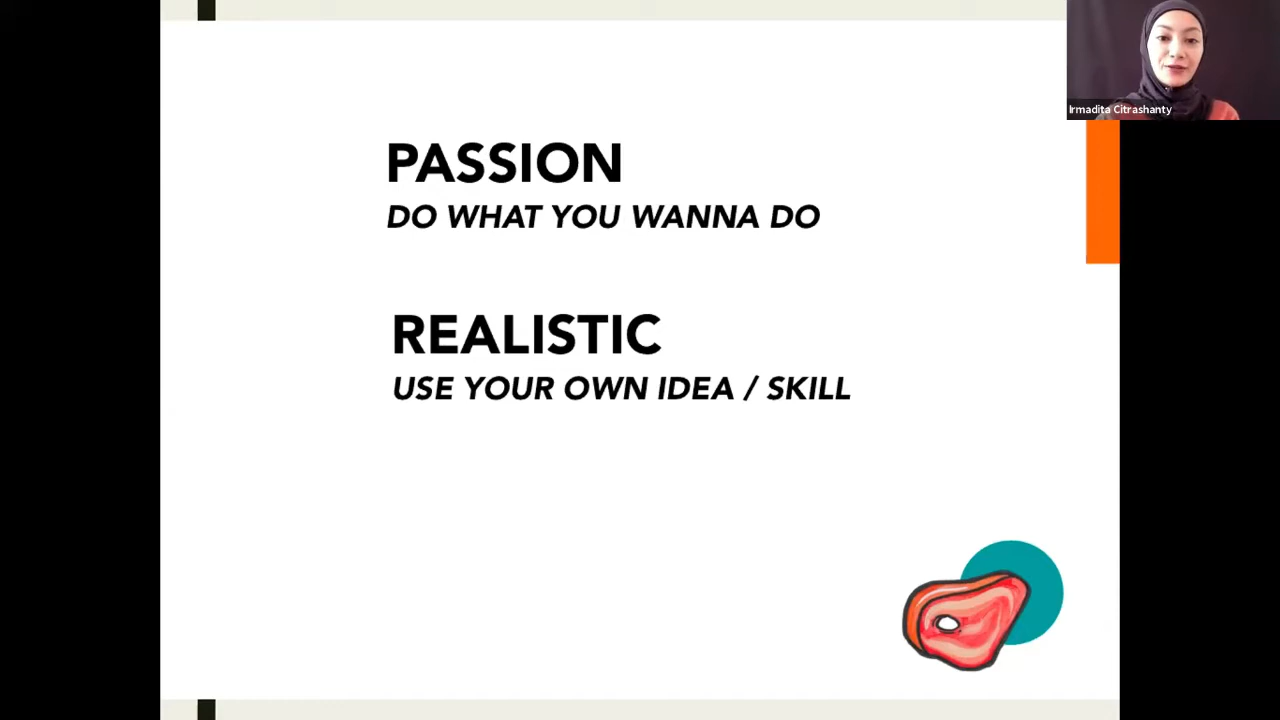 Irmadita Citrashanty
PASSION
DO WHAT YOU WANNA DO
REALISTIC
USE YOUR OWN IDEA / SKILL